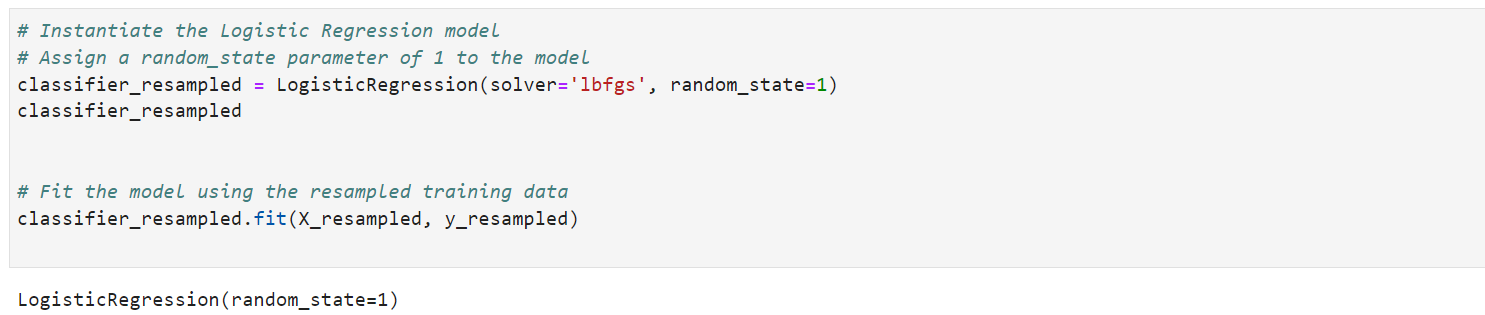 # Instantiate the Logistic Regression model
# Assign a random_state parameter of 1 to the model
classifier_resampled = LogisticRegression(solver='lbfgs', random_state=1)
classifier_resampled
# Fit the model using the resampled training data
classifier_resampled.fit(X_resampled, y_resampled)
LogisticRegression(random_state=1)